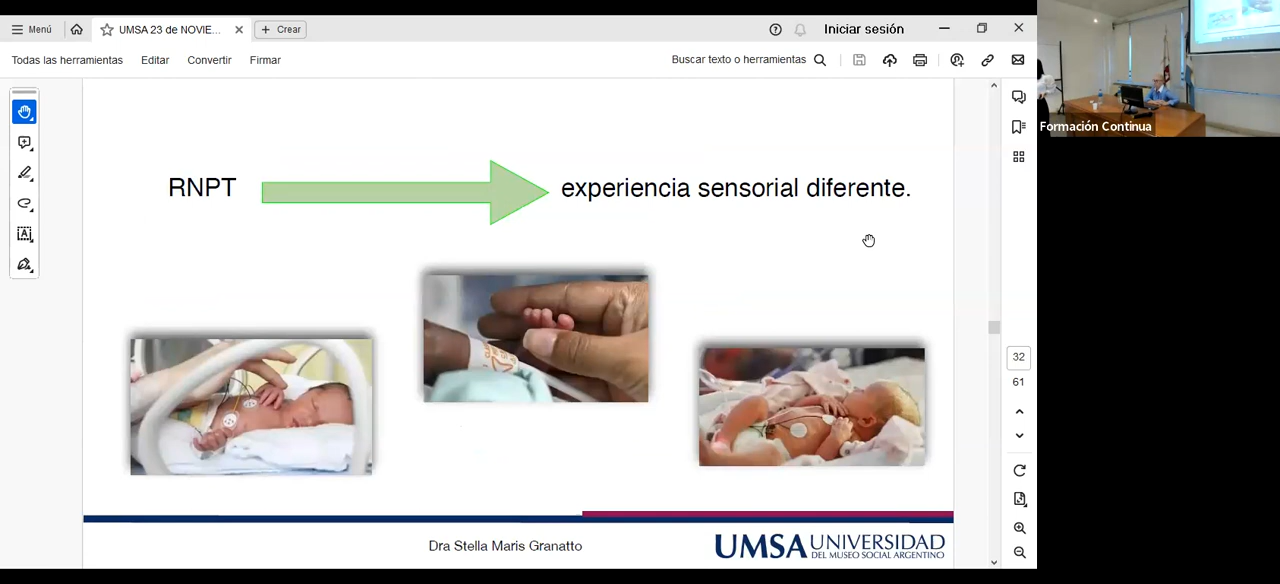 Menú
UMSA 23 de NOVIE...
Crear
Iniciar sesión
Todas las herramientas
Editar
Convertir
Firmar
Buscar texto o herramientas
Formación Continua
RNPT
experiencia sensorial diferente.
32
61
Dra Stella Maris Granatto
UMSA UNIVERSIDAD
DEL MUSEO SOCIAL ARGENTINO